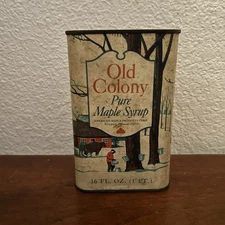 Old
Colony
Pure
Maple Syrup
16 FL. OZ. (1 PT.)